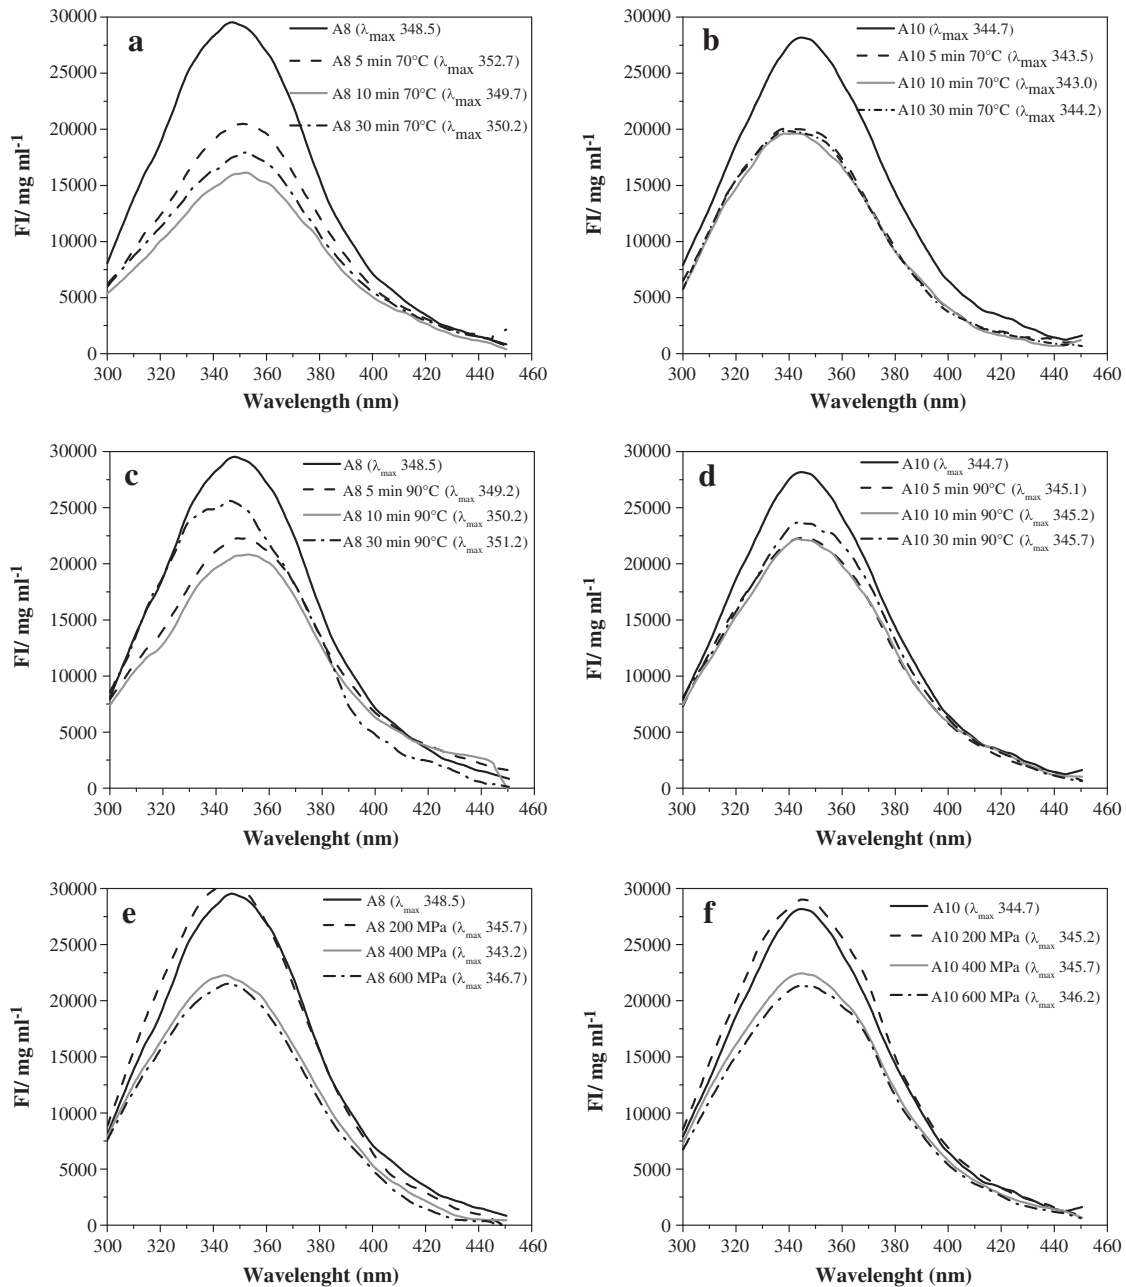 a
A8 (λmax 348.5)
A8 5 min 70°C (λmax 352.7)
A8 10 min 70°C (λmax 349.7)
A8 30 min 70°C (λmax 350.2)
30000
25000
20000
15000
10000
5000
0
FI/ mg ml-1
300 320 340 360 380 400 420 440 460
Wavelength (nm)
b
A10 (λmax 344.7)
A10 5 min 70°C (λmax 343.5)
A10 10 min 70°C (λmax343.0)
A10 30 min 70°C (λmax 344.2)
30000
25000
20000
15000
10000
5000
0
FI/ mg ml-1
300 320 340 360 380 400 420 440 460
Wavelength (nm)
c
A8 (λmax 348.5)
A8 5 min 90°C (λmax 349.2)
A8 10 min 90°C (λmax 350.2)
A8 30 min 90°C (λmax 351.2)
30000
25000
20000
15000
10000
5000
0
FI/ mg ml-1
300 320 340 360 380 400 420 440 460
Wavelenght (nm)
d
A10 (λmax 344.7)
A10 5 min 90°C (λmax 345.1)
A10 10 min 90°C (λmax 345.2)
A10 30 min 90°C (λmax 345.7)
30000
25000
20000
15000
10000
5000
0
FI/ mg ml-1
300 320 340 360 380 400 420 440 460
Wavelenght (nm)
e
A8 (λmax 348.5)
A8 200 MPa (λmax 345.7)
A8 400 MPa (λmax 343.2)
A8 600 MPa (λmax 346.7)
30000
25000
20000
15000
10000
5000
0
FI/ mg ml-1
300 320 340 360 380 400 420 440 460
Wavelenght (nm)
f
A10 (λmax 344.7)
A10 200 MPa (λmax 345.2)
A10 400 MPa (λmax 345.7)
A10 600 MPa (λmax 346.2)
30000
25000
20000
15000
10000
5000
0
FI/ mg ml-1
300 320 340 360 380 400 420 440 460
Wavelenght (nm)